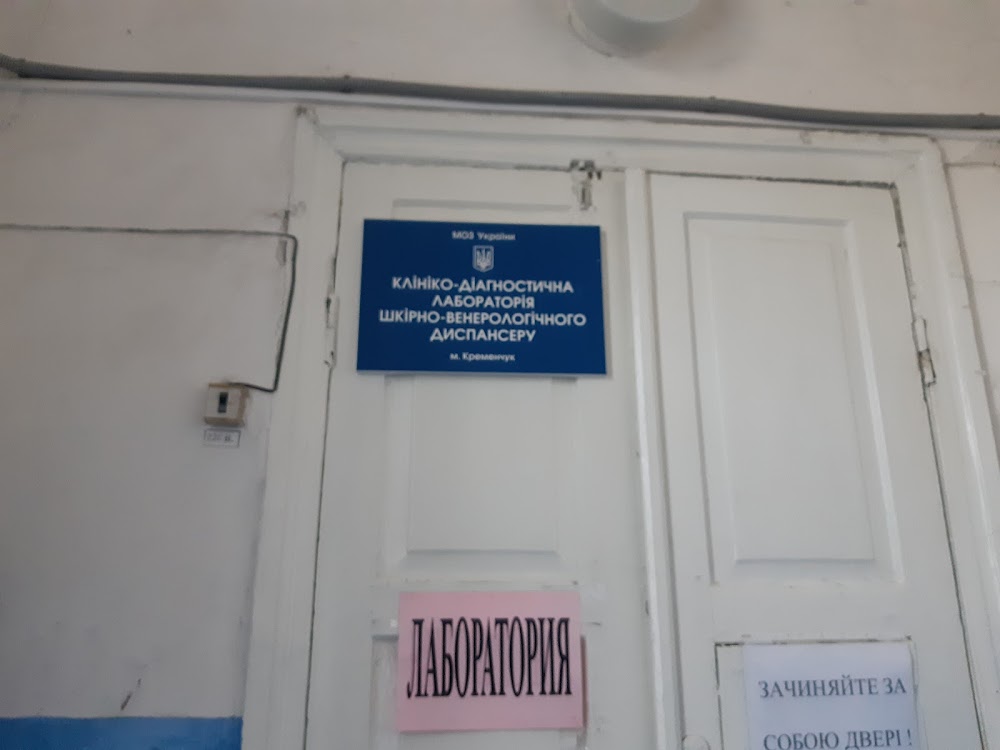 МОЗ України
КЛІНІКО-ДІАГНОСТИЧНА
ЛАБОРАТОРІЯ
ШКІРНО-ВЕНЕРОЛОГІЧНОГО
ДИСПАНСЕРУ
м. Кременчук
ЛАБОРАТОРИЯ
ЗАЧИНЯЙТЕ ЗА
СОБОЮ ДВЕРІ !